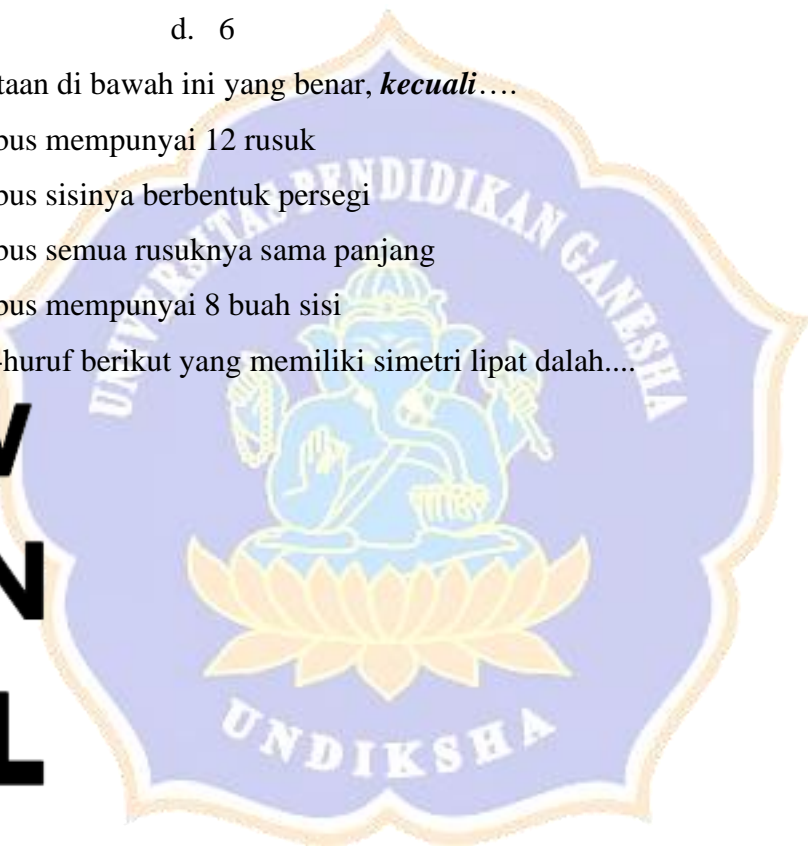 d. 6
taan di bawah ini yang benar, kecuali….
bus mempunyai 12 rusuk
bus sisinya berbentuk persegi
bus semua rusuknya sama panjang
bus mempunyai 8 buah sisi
-huruf berikut yang memiliki simetri lipat dalah....
N
L
UNIVERSITAS PENDIDIKAN GANESHA
UNDIKSHA